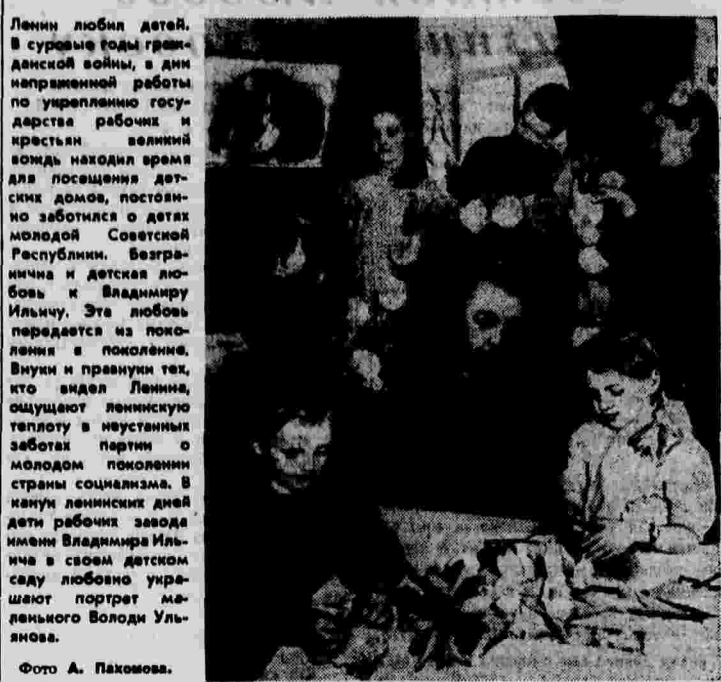 Ленин любил детей.
В суровые годы граж-
данской войны, в дни
напряженной работы
по укреплению госу-
дарства рабочих и
крестьян великий
вождь находил время
для посещения дет-
ских домов, постоян-
но заботился о детях
молодой Советской
Республики. Безгра-
нична и детская лю-
бовь к Владимиру
Ильичу. Эта любовь
передается из поко-
ления в поколение.
Внуки и правнуки тех,
кто видел Ленина,
ощущают ленинскую
теплоту в неустанных
заботах партии о
молодом поколении
страны социализма. В
канун ленинских дней
дети рабочих завода
имени Владимира Иль-
ича в своем детском
саду любовно укра-
шают портрет ма-
ленького Володи Уль-
янова.
Фото А. Пахомова.